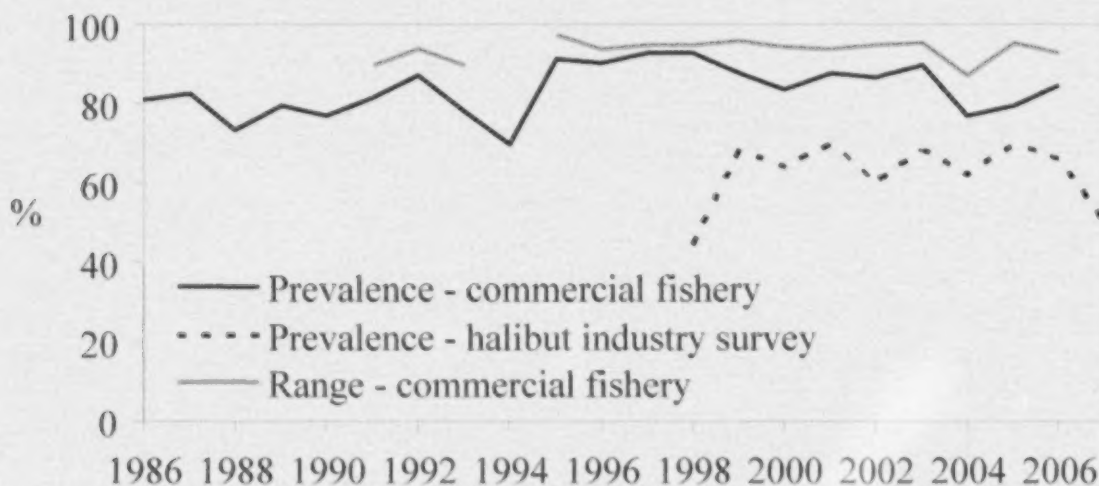 100%
80
60
%
40
20
0
Prevalence - commercial fishery
Prevalence - halibut industry survey
Range - commercial fishery
1986 1988 1990 1992 1994 1996 1998 2000 2002 2004 2006